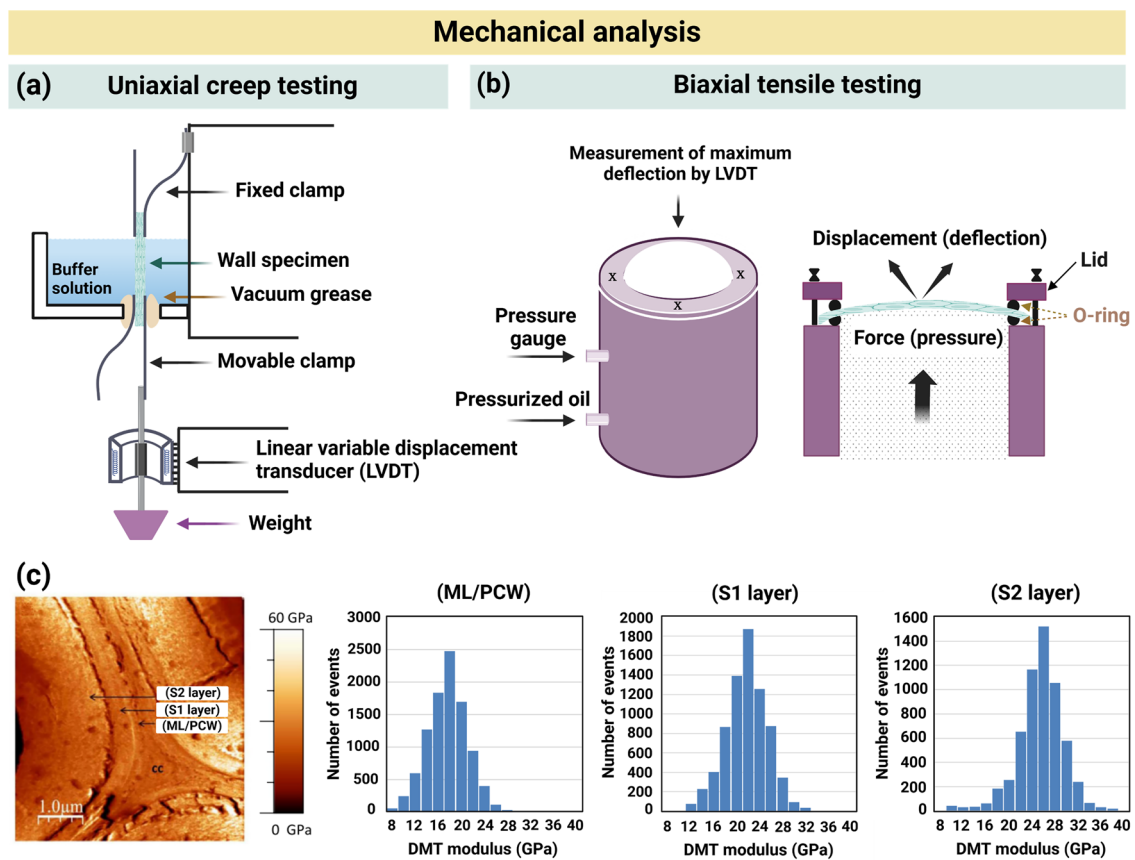 Mechanical analysis
(a)
Uniaxial creep testing
Fixed clamp
Wall specimen
Buffer
solution
Vacuum grease
Movable clamp
Linear variable displacement
transducer (LVDT)
Weight
(b)
Biaxial tensile testing
Measurement of maximum
deflection by LVDT
x
x
x
Pressure
gauge
Pressurized oil
Displacement (deflection)
Lid
O-ring
Force (pressure)
(c)
(S2 layer)
(S1 layer)
(ML/PCW)
cc
1.0μm
60 GPa
0 GPa
(ML/PCW)
Number of events
3000
2500
2000
1500
1000
500
0
8 12 16 20 24 28 32 36 40
DMT modulus (GPa)
(S1 layer)
Number of events
2000
1800
1600
1400
1200
1000
800
600
400
200
0
8 12 16 20 24 28 32 36 40
DMT modulus (GPa)
(S2 layer)
Number of events
1600
1400
1200
1000
800
600
400
200
0
8 12 16 20 24 28 32 36 40
DMT modulus (GPa)